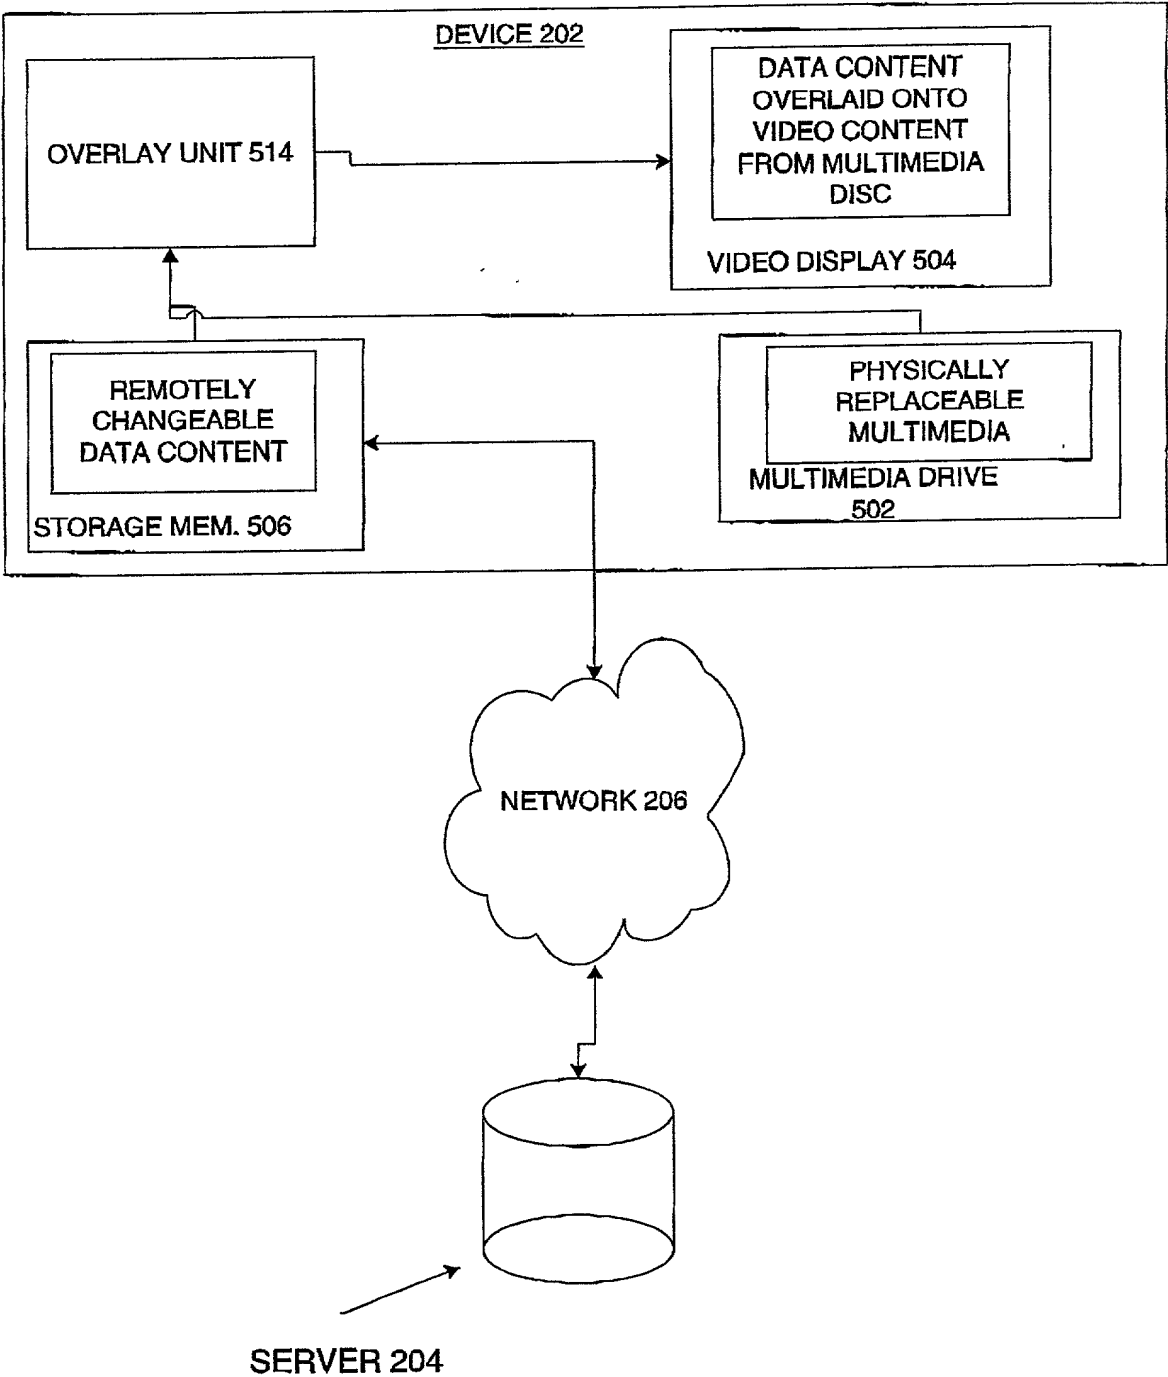 DEVICE 202
OVERLAY UNIT 514
DATA CONTENT
OVERLAID ONTO
VIDEO CONTENT
FROM MULTIMEDIA
DISC
VIDEO DISPLAY 504
REMOTELY
CHANGEABLE
DATA CONTENT
STORAGE MEM. 506
PHYSICALLY
REPLACEABLE
MULTIMEDIA
MULTIMEDIA DRIVE
502
NETWORK 206
SERVER 204